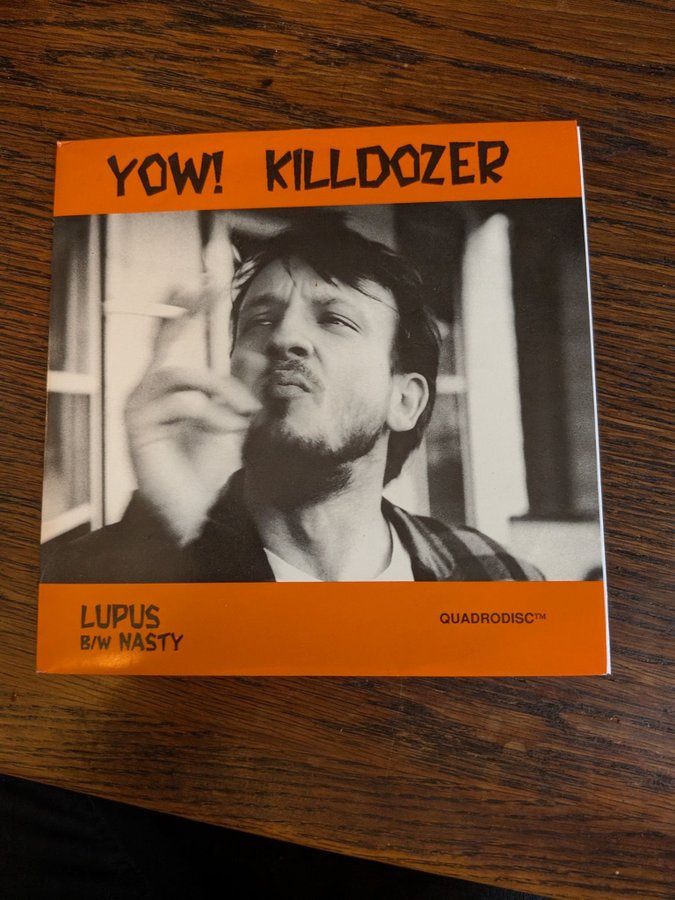 YOW! KILLDOZER
LUPUS
B/W NASTY
QUADRODISC™